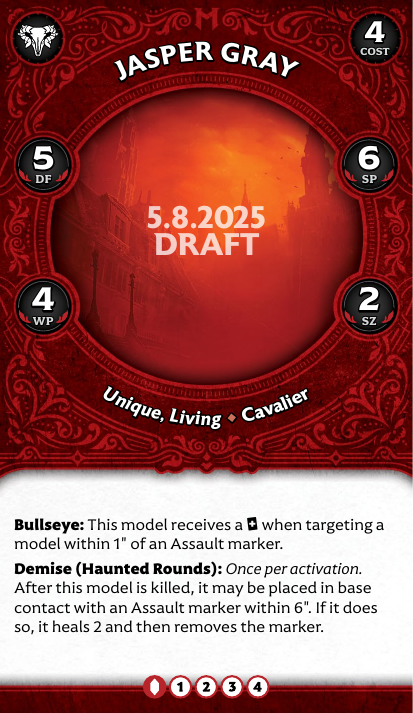 JASPER GRAY
4
COST
5
DF
6
SP
5.8.2025
DRAFT
4
WP
2
SZ
Unique, Living ◆ Cavalier
Bullseye: This model receives a 🃏 when targeting a
model within 1" of an Assault marker.
Demise (Haunted Rounds): Once per activation.
After this model is killed, it may be placed in base
contact with an Assault marker within 6". If it does
so, it heals 2 and then removes the marker.
1 2 3 4